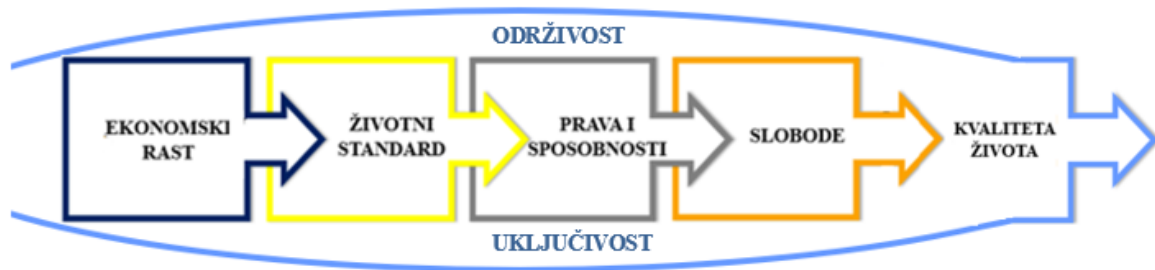 ODRŽIVOST
EKONOMSKI
RAST
ŽIVOTNI
STANDARD
PRAVA I
SPOSOBNOSTI
SLOBODE
KVALITETA
ŽIVOTA
UKLJUČIVOST